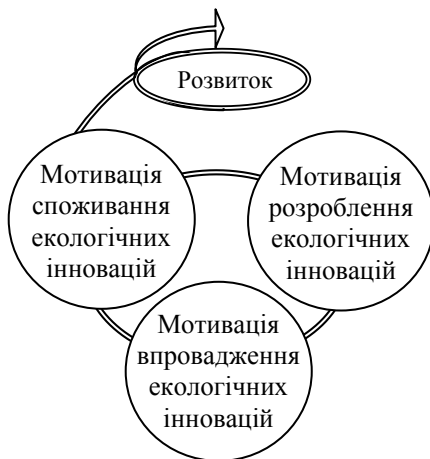 Розвиток
Мотивація
споживання
екологічних
інновацій
Мотивація
розроблення
екологічних
інновацій
Мотивація
впровадження
екологічних
інновацій